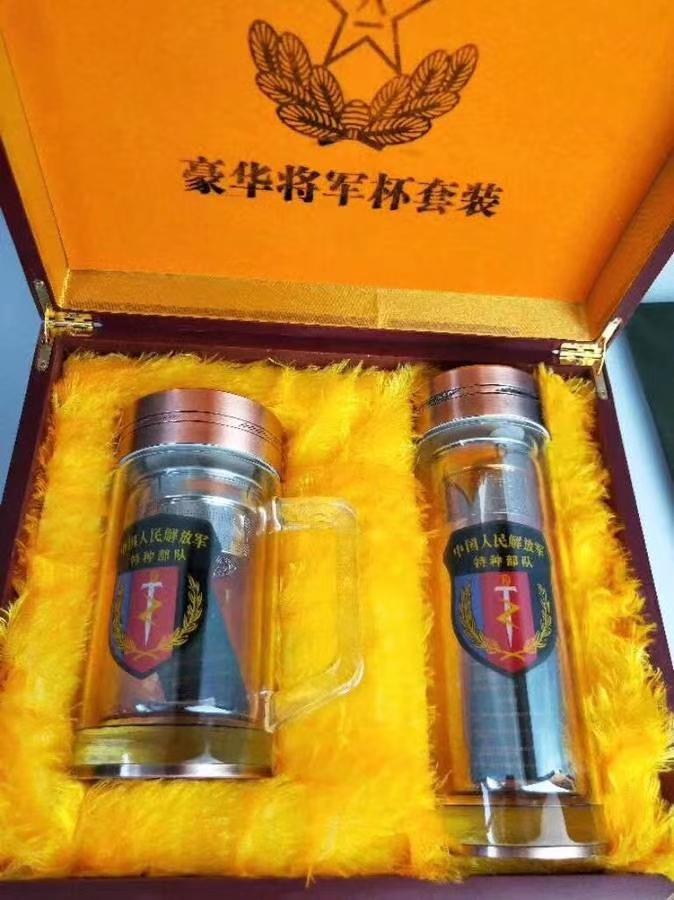 豪华将军杯套装
中国人民解放军
特种部队
中国人民解放军
特种部队